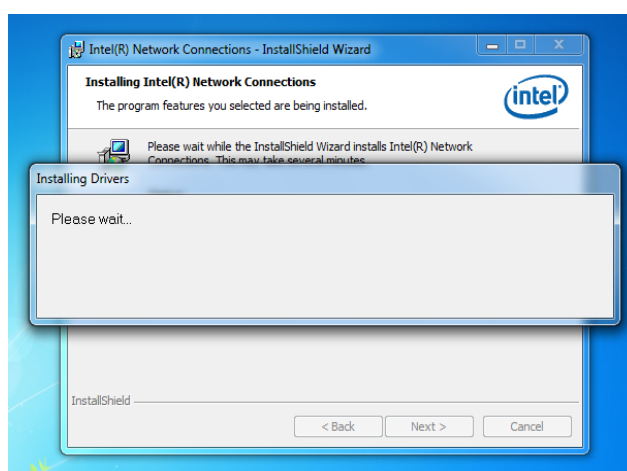 Intel(R) Network Connections - InstallShield Wizard
Installing Intel(R) Network Connections
The program features you selected are being installed.
intel
Please wait while the InstallShield Wizard installs Intel(R) Network
Connections. This may take several minutes.
Installing Drivers
Please wait...
InstallShield
< Back
Next >
Cancel